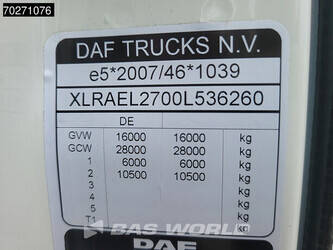 70271076
DAF TRUCKS N.V.
e5*2007/46*1039
XLRAEL2700L536260
DE
GVW 16000 16000 kg
GCW 28000 28000 kg
1 6000 6000 kg
2 10500 10500 kg
3 kg
4 kg
5 kg
T1 kg
BAS WORLD
DAF